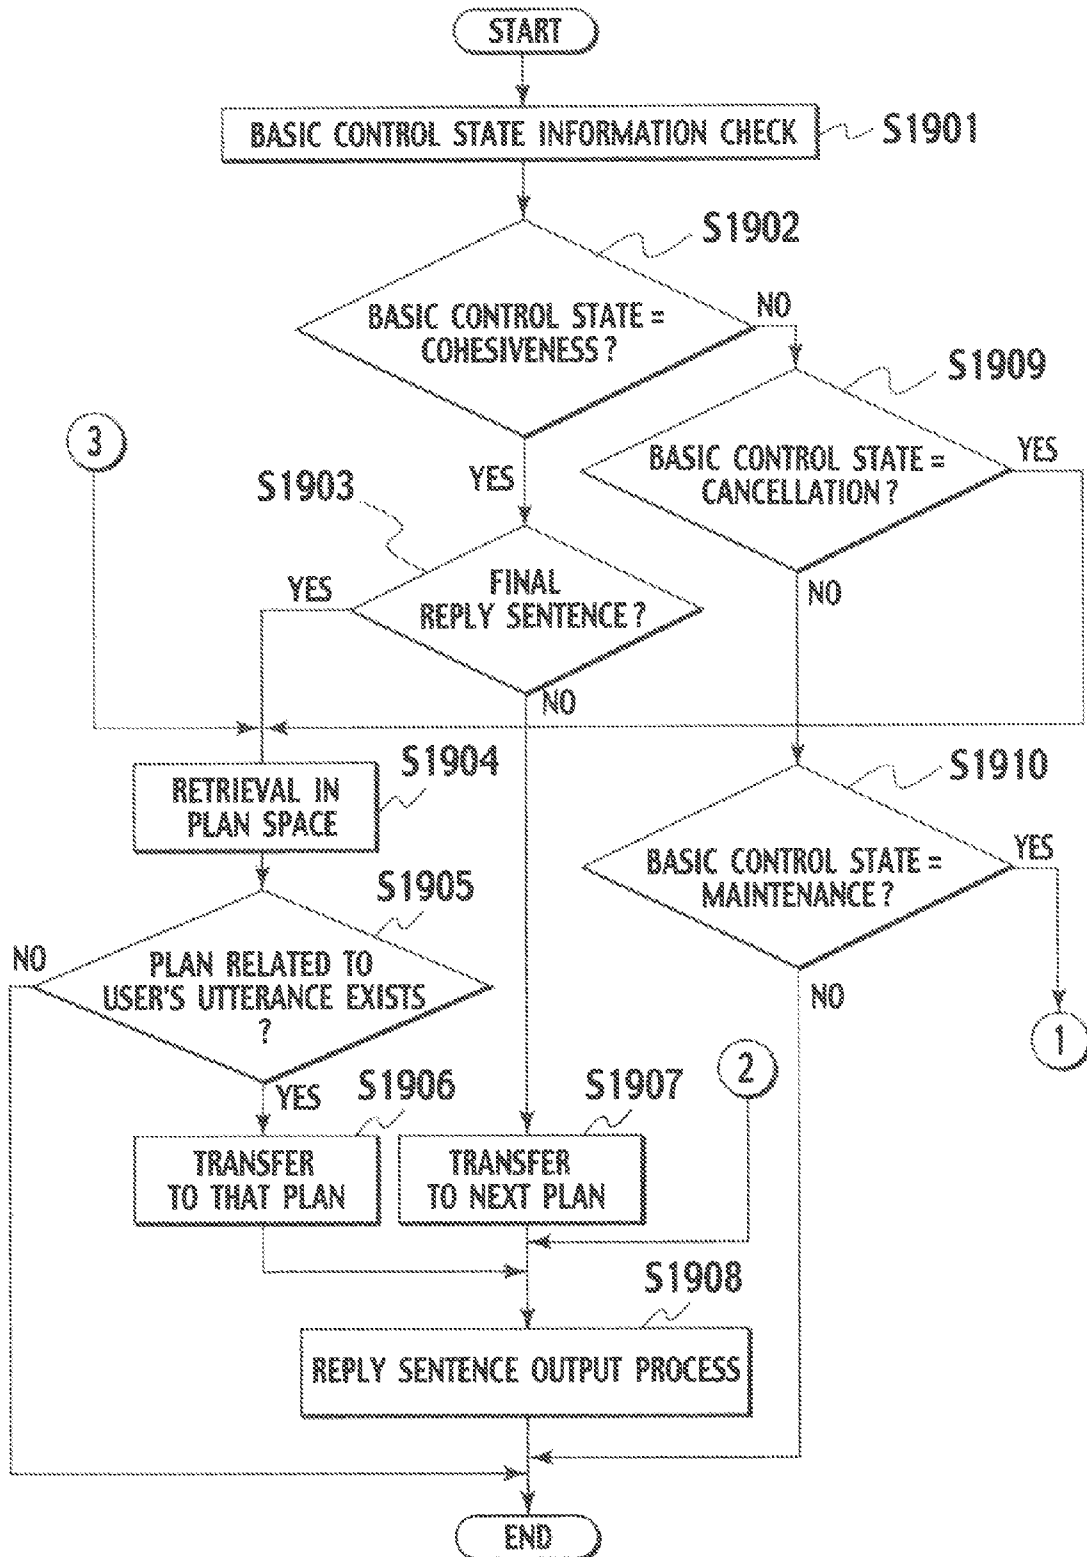 START
BASIC CONTROL STATE INFORMATION CHECK
S1901
S1902
BASIC CONTROL STATE =
COHESIVENESS?
NO
S1909
3
BASIC CONTROL STATE =
CANCELLATION?
YES
YES
S1903
NO
FINAL
REPLY SENTENCE?
YES
NO
S1904
RETRIEVAL IN
PLAN SPACE
S1910
BASIC CONTROL STATE =
MAINTENANCE?
YES
S1905
NO
PLAN RELATED TO
USER'S UTTERANCE EXISTS
?
NO
1
2
YES
S1906
S1907
TRANSFER
TO THAT PLAN
TRANSFER
TO NEXT PLAN
S1908
REPLY SENTENCE OUTPUT PROCESS
END